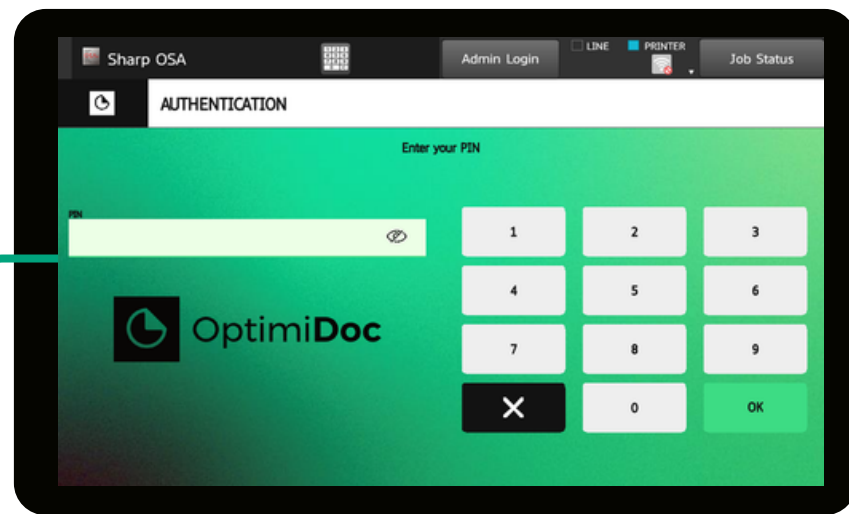 Sharp OSA
Admin Login
LINE
PRINTER
Job Status
AUTHENTICATION
Enter your PIN
PIN
OptimiDoc
1 2 3
4 5 6
7 8 9
0 OK